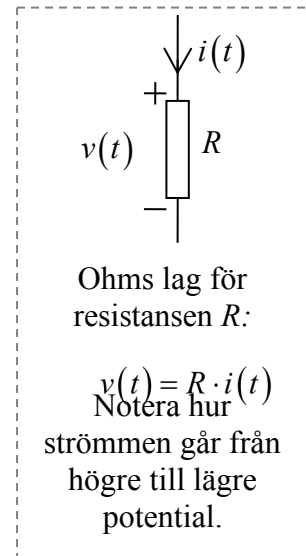 i(t)
+
v(t) R
−
Ohms lag för
resistansen R:
v(t) = R · i(t)
Notera hur
strömmen går från
högre till lägre
potential.